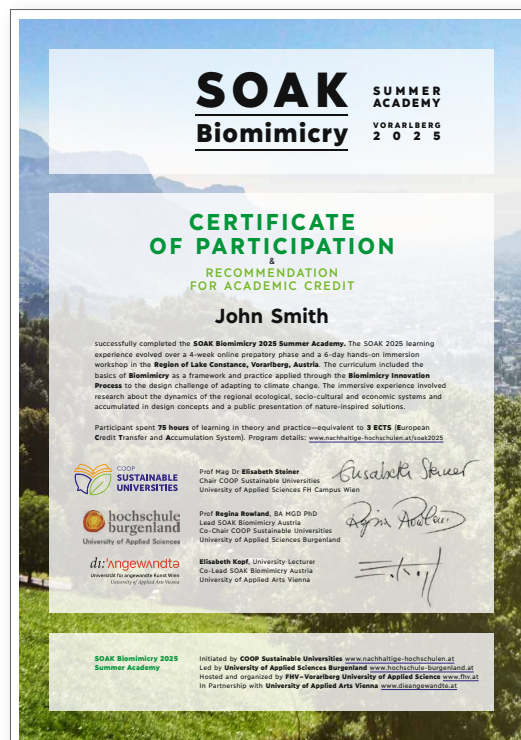 SOAK
Biomimicry
SUMMER
ACADEMY
VORARLBERG
2025
CERTIFICATE
OF PARTICIPATION
&
RECOMMENDATION
FOR ACADEMIC CREDIT
John Smith
successfully completed the SOAK Biomimicry 2025 Summer Academy. The SOAK 2025 learning
experience evolved over a 4-week online prepatory phase and a 6-day hands-on immersion
workshop in the Region of Lake Constance, Vorarlberg, Austria. The curriculum included the
basics of Biomimicry as a framework and practice applied through the Biomimicry Innovation
Process to the design challenge of adapting to climate change. The immersive experience involved
research about the dynamics of the regional ecological, socio-cultural and economic systems and
accumulated in design concepts and a public presentation of nature-inspired solutions.
Participant spent 75 hours of learning in theory and practice—equivalent to 3 ECTS (European
Credit Transfer and Accumulation System). Program details: www.nachhaltige-hochschulen.at/soak2025
COOP
SUSTAINABLE
UNIVERSITIES
Prof Mag Dr Elisabeth Steiner
Chair COOP Sustainable Universities
University of Applied Sciences FH Campus Wien
Elisabeth Steiner
hochschule
burgenland
University of Applied Sciences
Prof Regina Rowland, BA MGD PhD
Lead SOAK Biomimicry Austria
Co-Chair COOP Sustainable Universities
University of Applied Sciences Burgenland
Regina Rowland
di:'ʌngewʌndtə
Universität für angewandte Kunst Wien
University of Applied Arts Vienna
Elisabeth Kopf, University Lecturer
Co-Lead SOAK Biomimicry Austria
University of Applied Arts Vienna
SOAK Biomimicry 2025
Summer Academy
Initiated by COOP Sustainable Universities www.nachhaltige-hochschulen.at
Led by University of Applied Sciences Burgenland www.hochschule-burgenland.at
Hosted and organized by FHV–Vorarlberg University of Applied Science www.fhv.at
In Partnership with University of Applied Arts Vienna www.dieangewandte.at